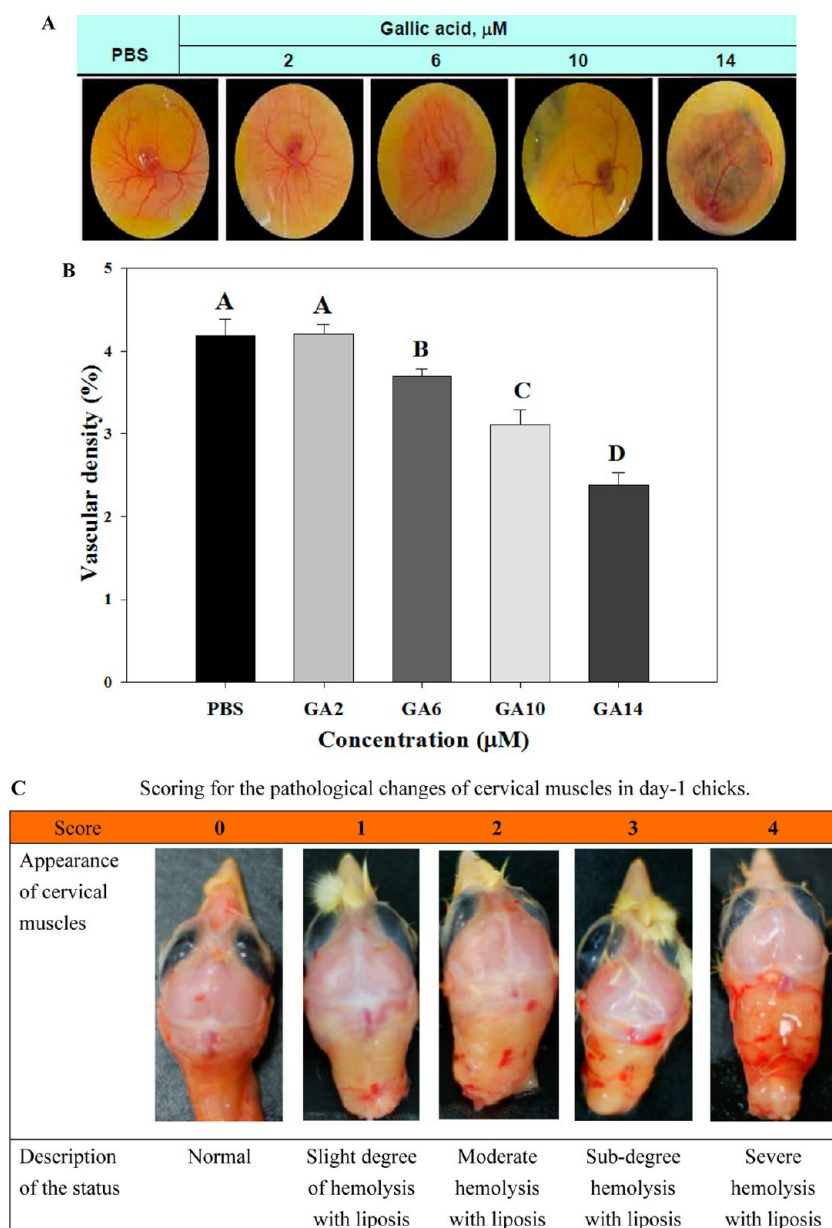 A
Gallic acid, µM
PBS
2 6 10 14
B
5
4
3
2
1
0
Vascular density (%)
A A B C D
PBS GA2 GA6 GA10 GA14
Concentration (µM)
C Scoring for the pathological changes of cervical muscles in day-1 chicks.
Score 0 1 2 3 4
Appearance
of cervical
muscles
Description Normal Slight degree Moderate Sub-degree Severe
of the status of hemolysis hemolysis hemolysis hemolysis
with liposis with liposis with liposis with liposis